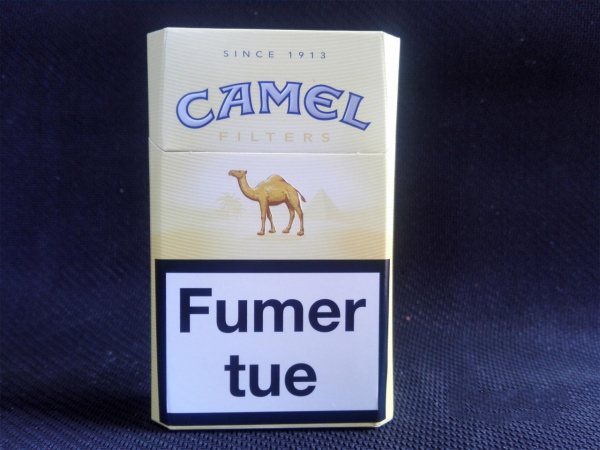 SINCE 1913
CAMEL
FILTERS
Fumer
tue